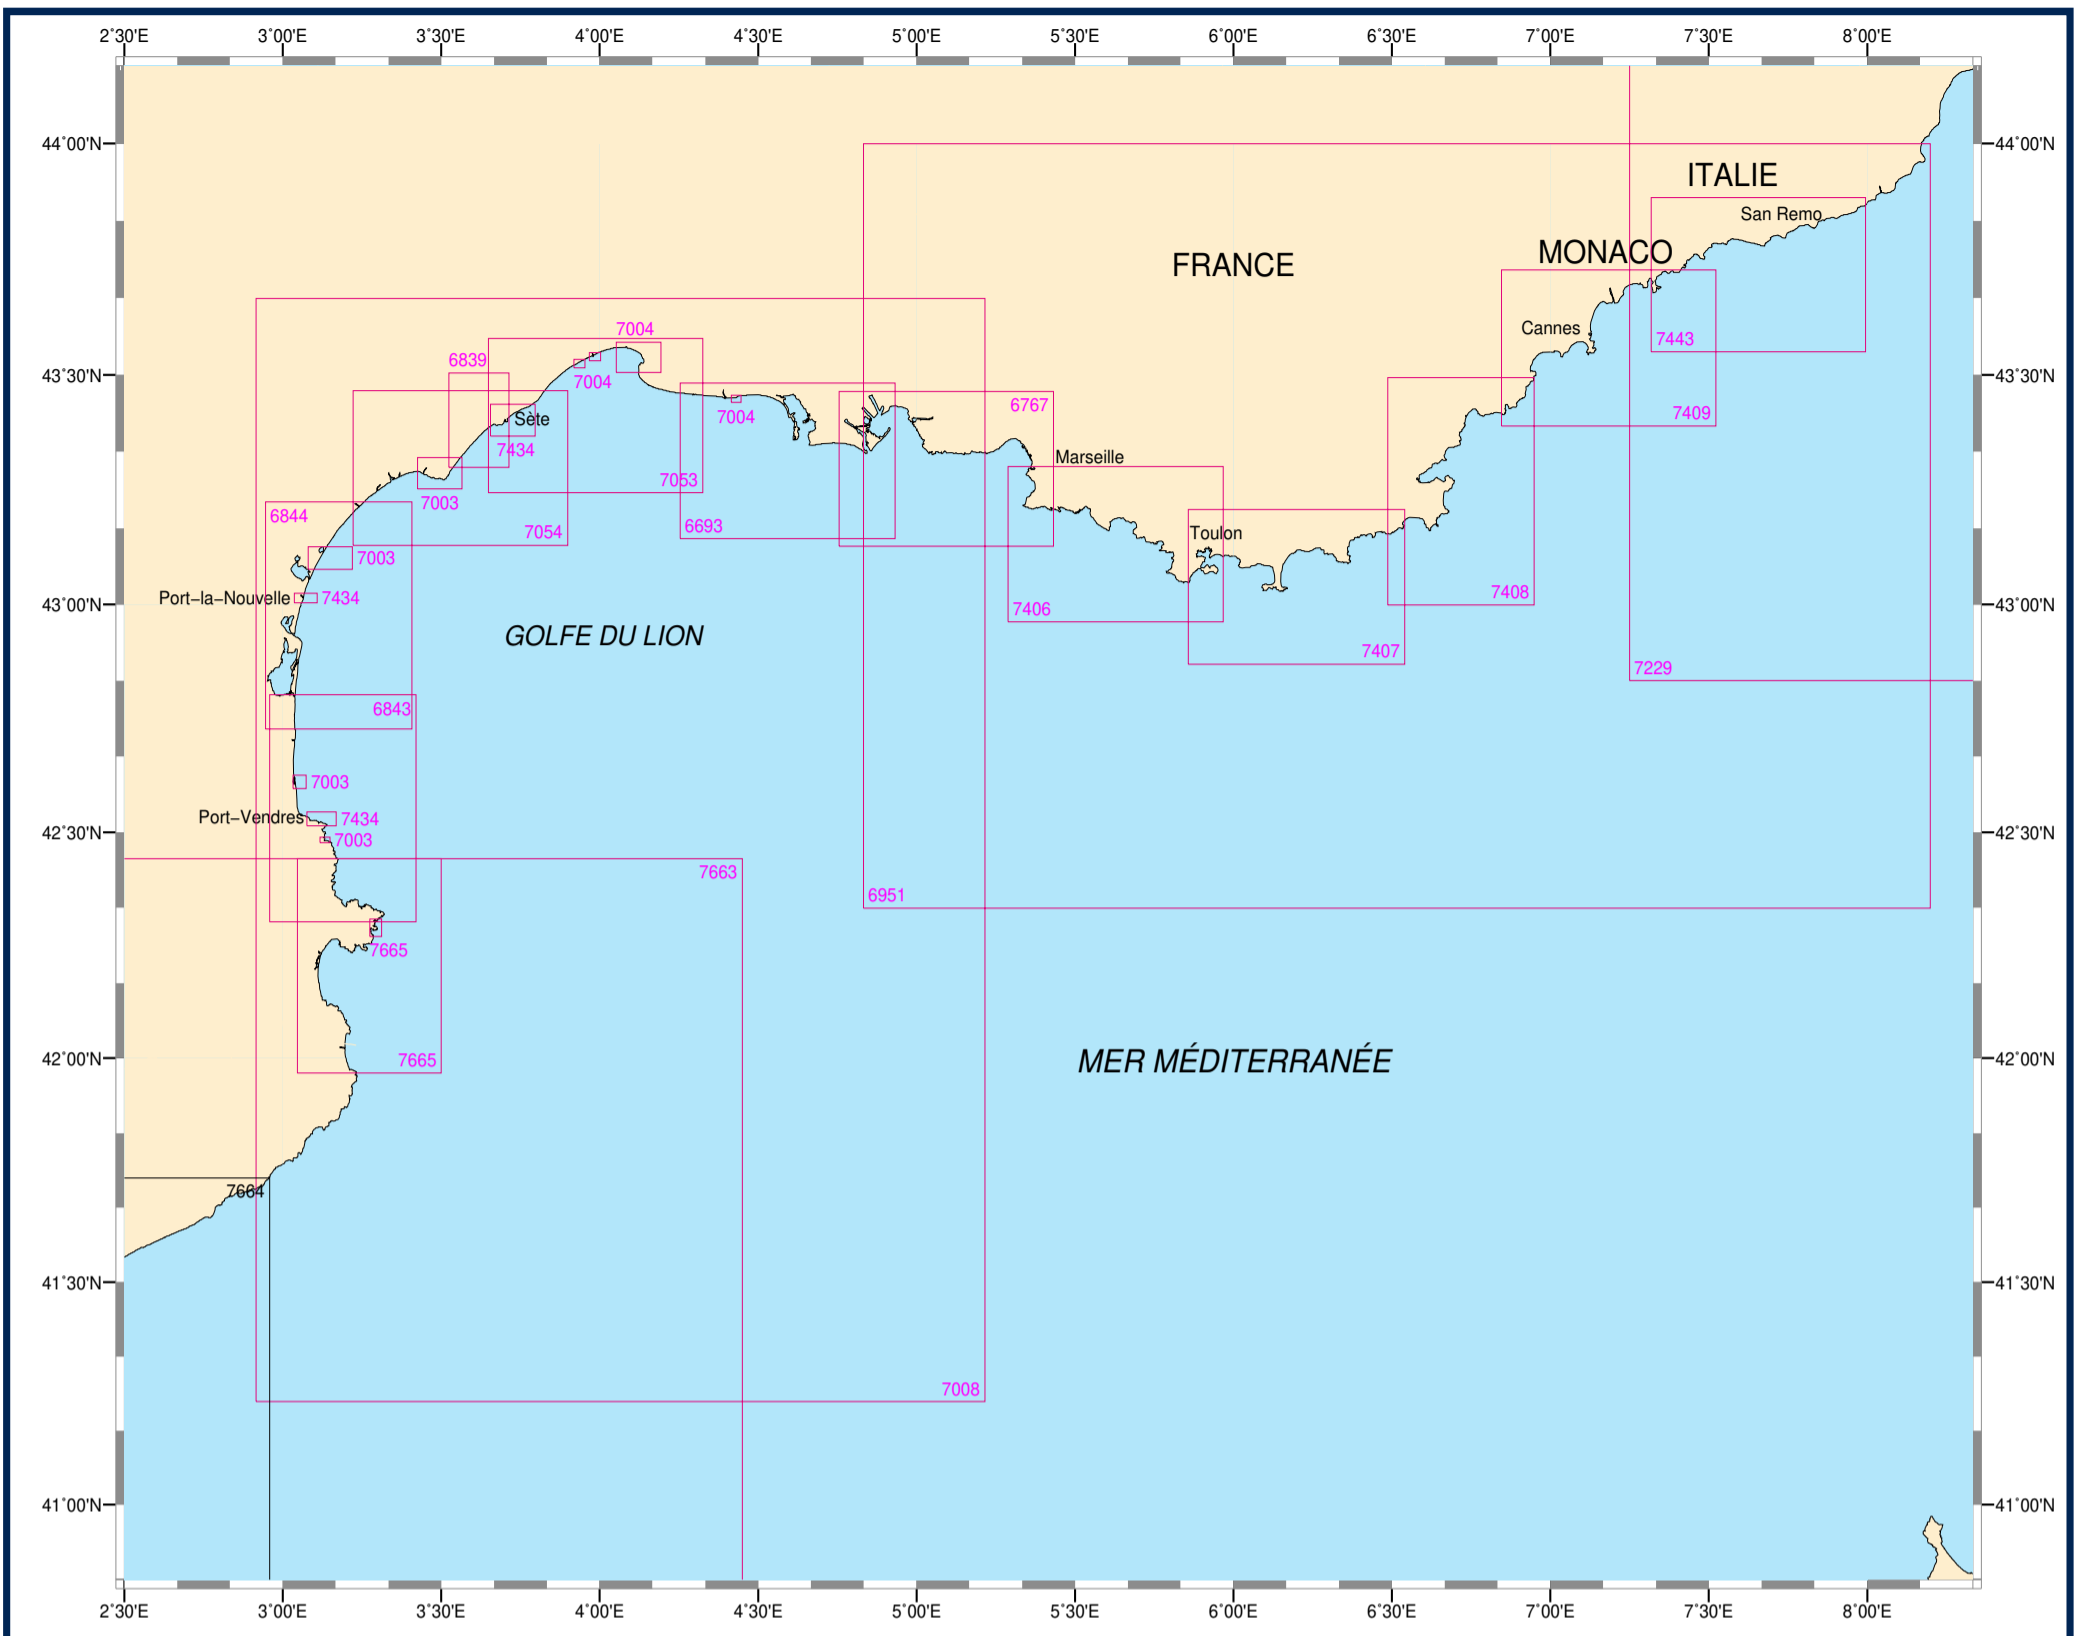 2°30'E 3°00'E 3°30'E 4°00'E 4°30'E 5°00'E 5°30'E 6°00'E 6°30'E 7°00'E 7°30'E 8°00'E
44°00'N 44°00'N
ITALIE
San Remo
MONACO
FRANCE
Cannes
7004
7443
6839
43°30'N 7004 43°30'N
6767
7004
7409
Sète
7434
Marseille
7053
7003
6844
6693
7054
Toulon
7003
7408
Port–la–Nouvelle 7434
43°00'N 43°00'N
7406
GOLFE DU LION
7407
7229
6843
7003
Port–Vendres 7434
42°30'N 42°30'N
7003
7663
6951
7665
42°00'N 7665 MER MÉDITERRANÉE 42°00'N
7664
41°30'N 41°30'N
7008
41°00'N 41°00'N
2°30'E 3°00'E 3°30'E 4°00'E 4°30'E 5°00'E 5°30'E 6°00'E 6°30'E 7°00'E 7°30'E 8°00'E